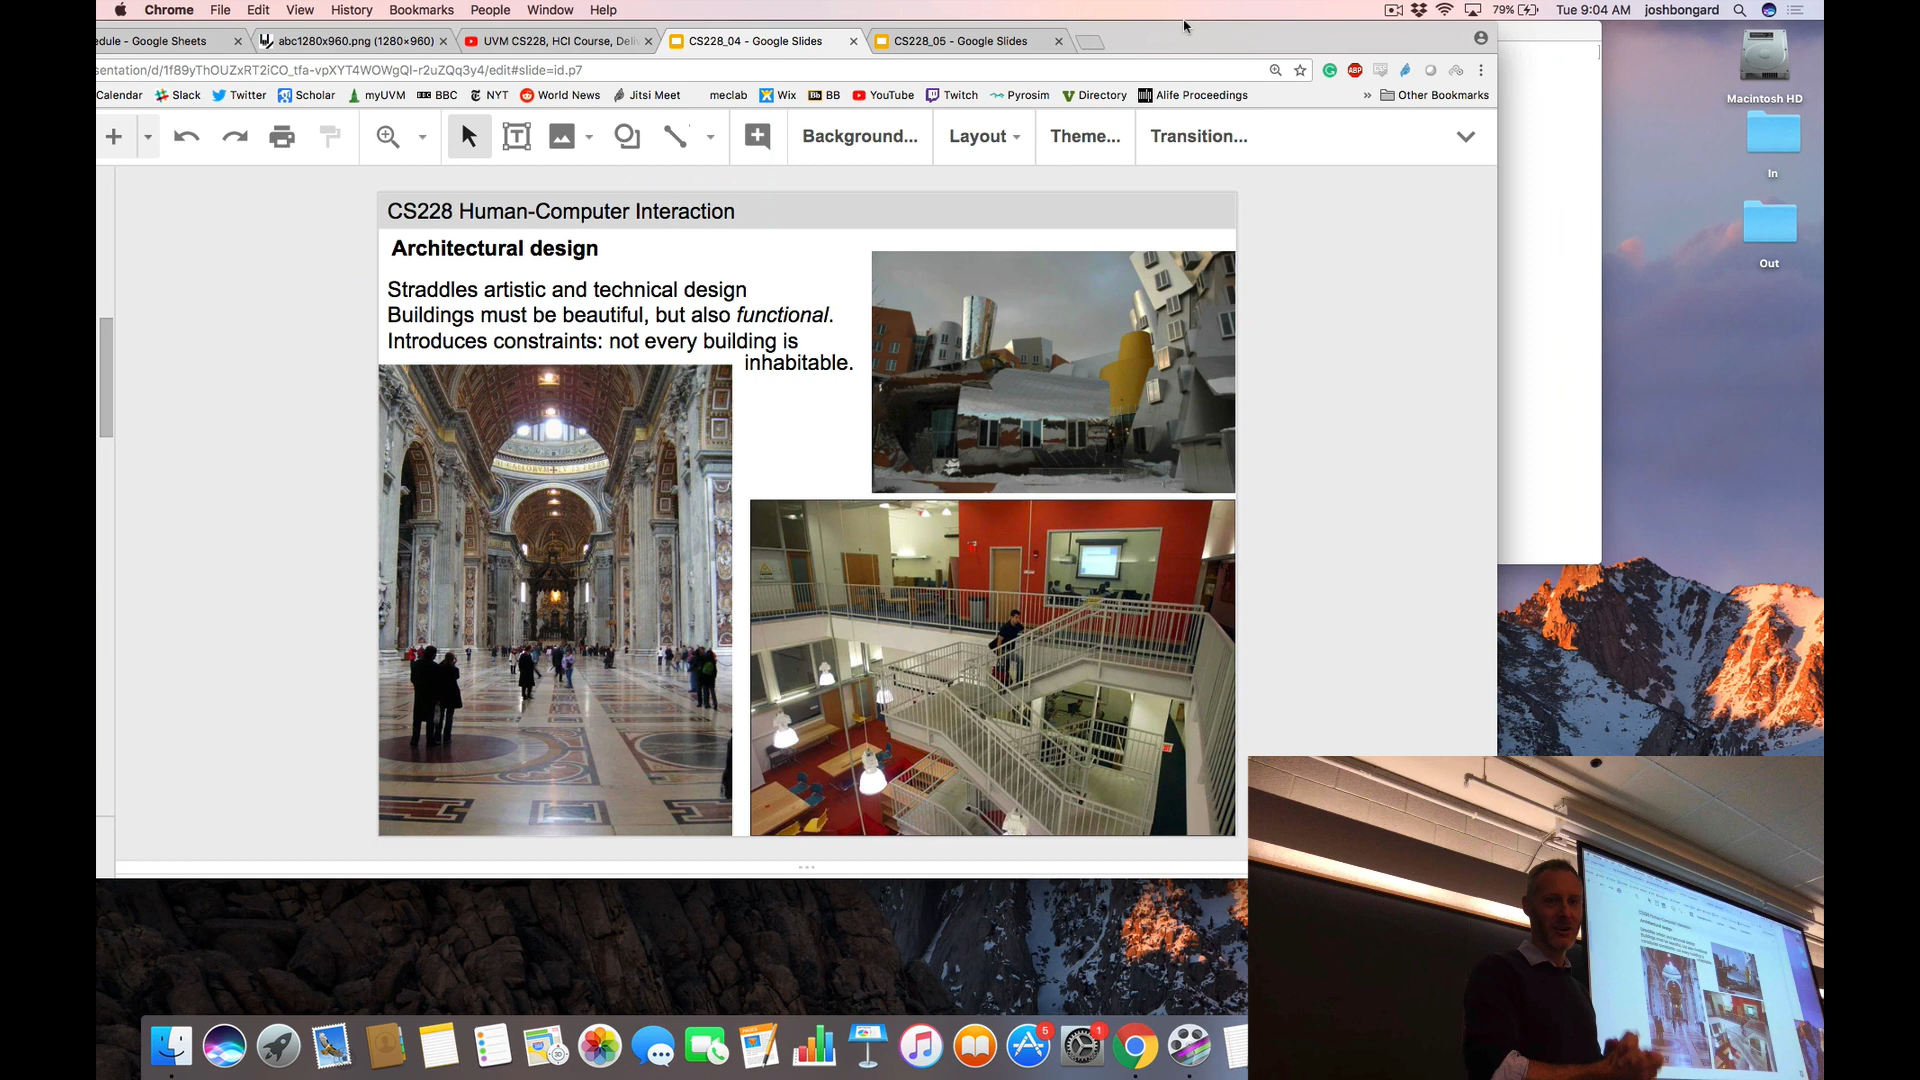 Chrome File Edit View History Bookmarks People Window Help 79% Tue 9:04 AM joshbongard
edule - Google Sheets abc1280x960.png (1280×960) UVM CS228, HCI Course, Deli CS228_04 - Google Slides CS228_05 - Google Slides
sentation/d/1f89yThOUZxRT2iCO_tfa-vpXYT4WOWgQI-r2uZQq3y4/edit#slide=id.p7
Calendar Slack Twitter Scholar myUVM BBC NYT World News Jitsi Meet meclab Wix BB YouTube Twitch Pyrosim Directory Alife Proceedings » Other Bookmarks
Background... Layout Theme... Transition...
CS228 Human-Computer Interaction
Architectural design
Straddles artistic and technical design
Buildings must be beautiful, but also functional.
Introduces constraints: not every building is
inhabitable.
Macintosh HD
In
Out
5
1